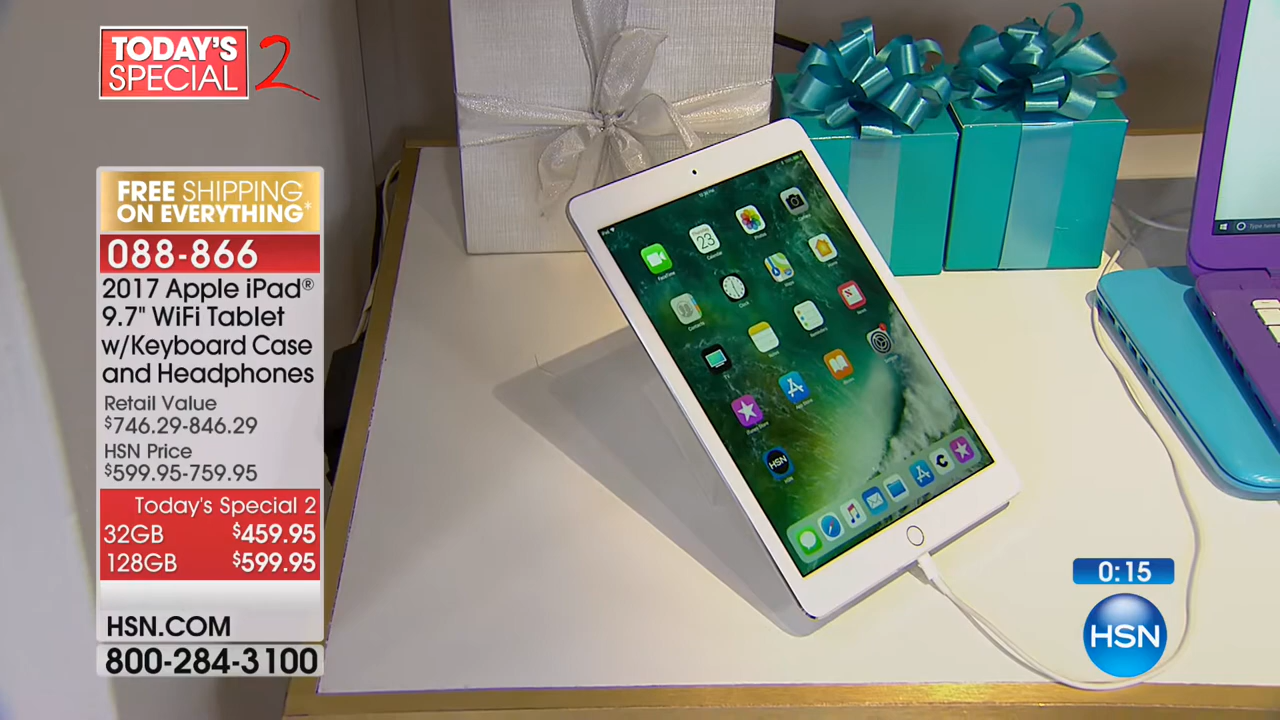 TODAY'S
SPECIAL 2
FREE SHIPPING
ON EVERYTHING*
088-866
2017 Apple iPad®
9.7" WiFi Tablet
w/Keyboard Case
and Headphones
Retail Value
$746.29-846.29
HSN Price
$599.95-759.95
Today's Special 2
32GB $459.95
128GB $599.95
HSN.COM
800-284-3100
23
HSN
0:15
HSN